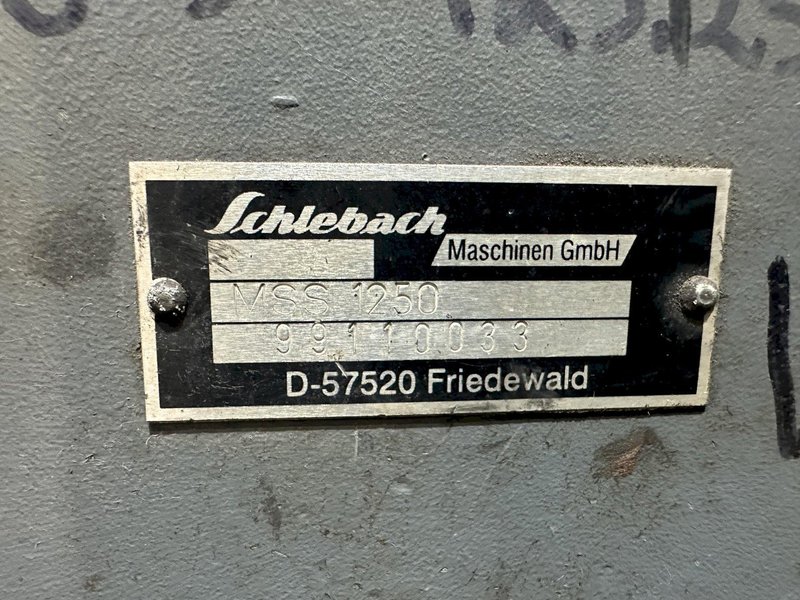 Schlebach
Maschinen GmbH
MSS 1250
99110033
D-57520 Friedewald